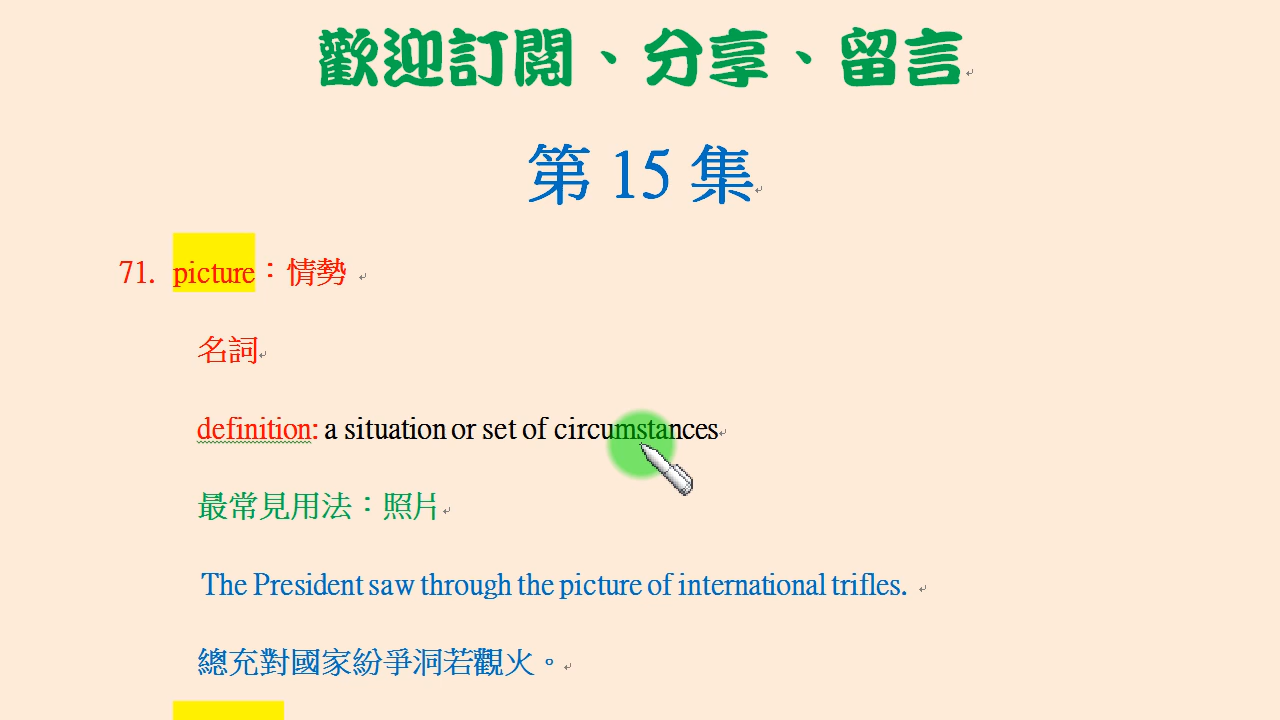 歡迎訂閱、分享、留言
第 15 集
71. picture：情勢
名詞
definition: a situation or set of circumstances
最常見用法：照片
The President saw through the picture of international trifles.
總充對國家紛爭洞若觀火。